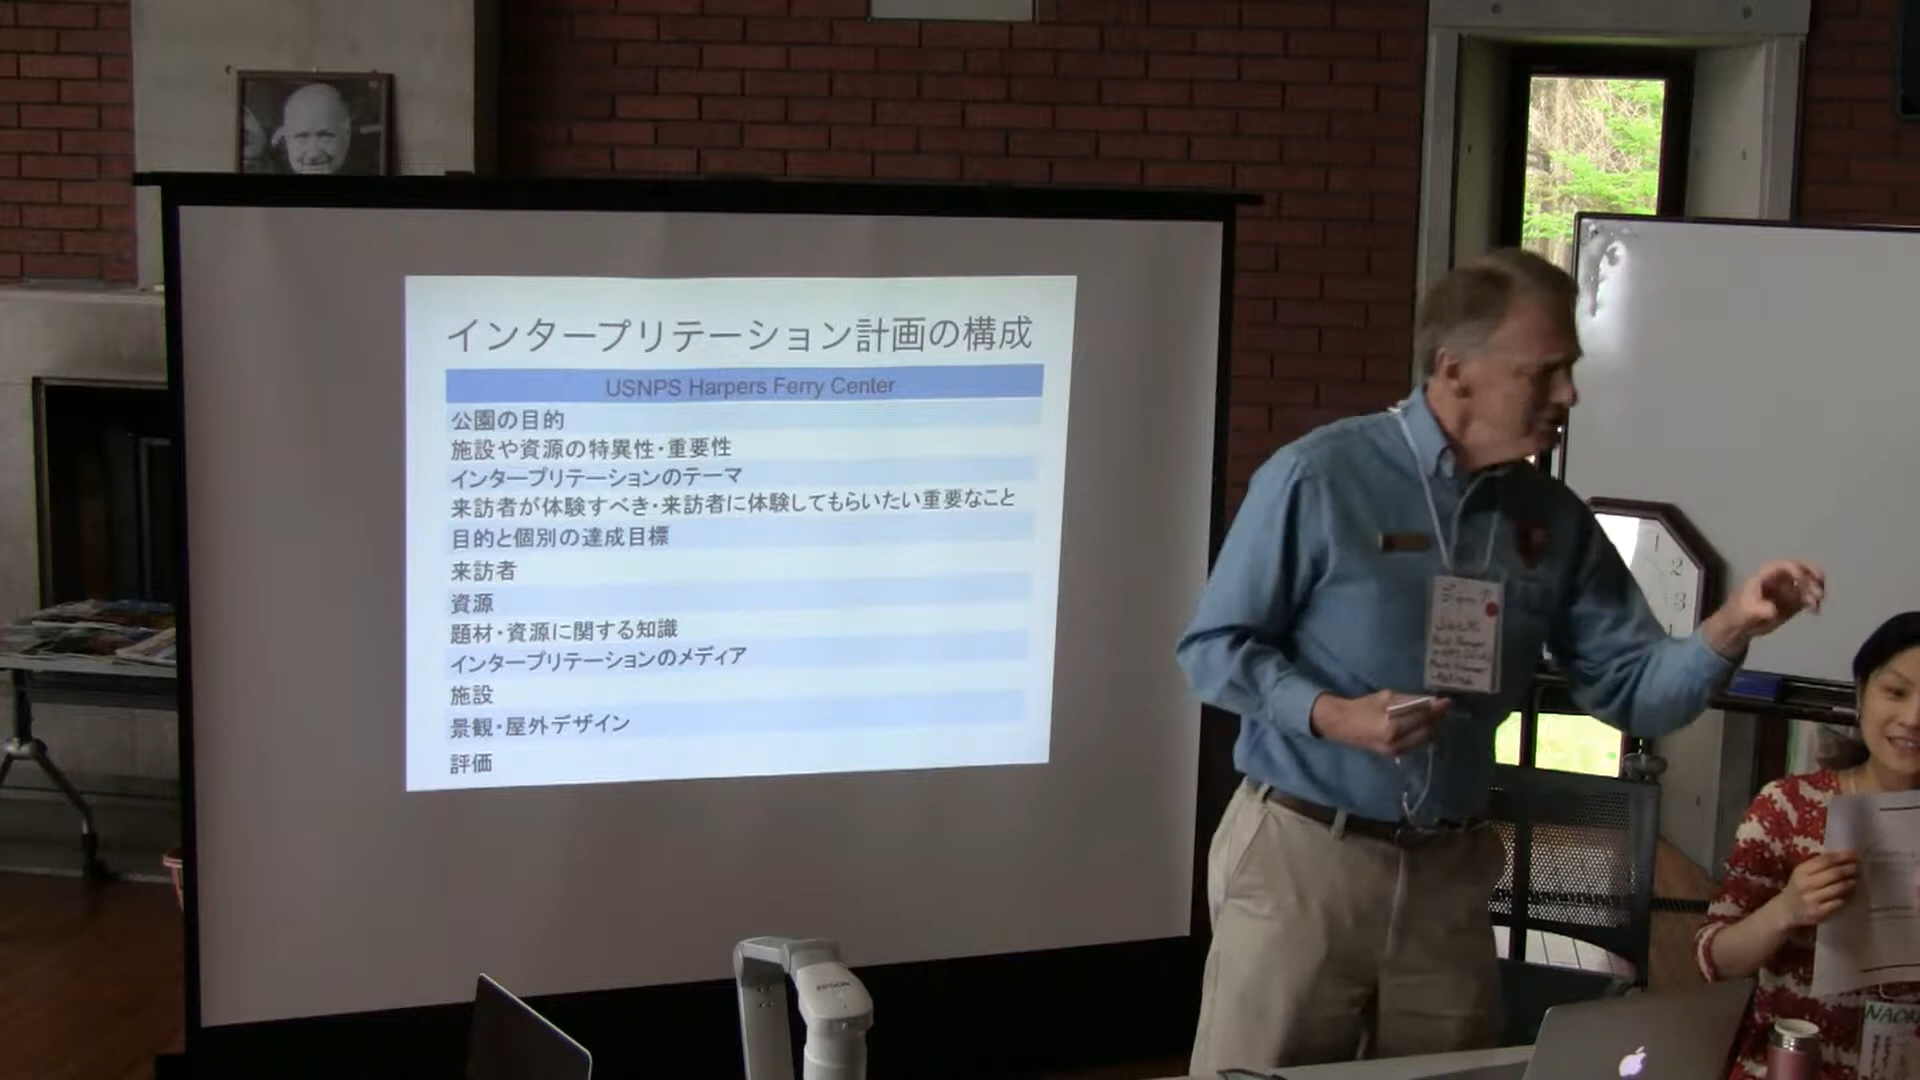 インタープリテーション計画の構成
USNPS Harpers Ferry Center
公園の目的
施設や資源の特異性・重要性
インタープリテーションのテーマ
来訪者が体験すべき・来訪者に体験してもらいたい重要なこと
目的と個別の達成目標
来訪者
資源
題材・資源に関する知識
インタープリテーションのメディア
施設
景観・屋外デザイン
評価
1
2
3
EPSON